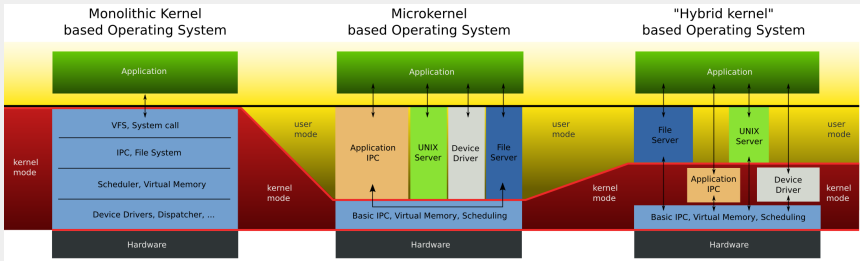 Monolithic Kernel
based Operating System
Microkernel
based Operating System
"Hybrid kernel"
based Operating System
Application
VFS, System call
IPC, File System
Scheduler, Virtual Memory
Device Drivers, Dispatcher, ...
Hardware
kernel
mode
user
mode
kernel
mode
Application
Application
IPC
UNIX
Server
Device
Driver
File
Server
Basic IPC, Virtual Memory, Scheduling
Hardware
user
mode
kernel
mode
Application
File
Server
UNIX
Server
Application
IPC
Device
Driver
Basic IPC, Virtual Memory, Scheduling
Hardware
user
mode
kernel
mode